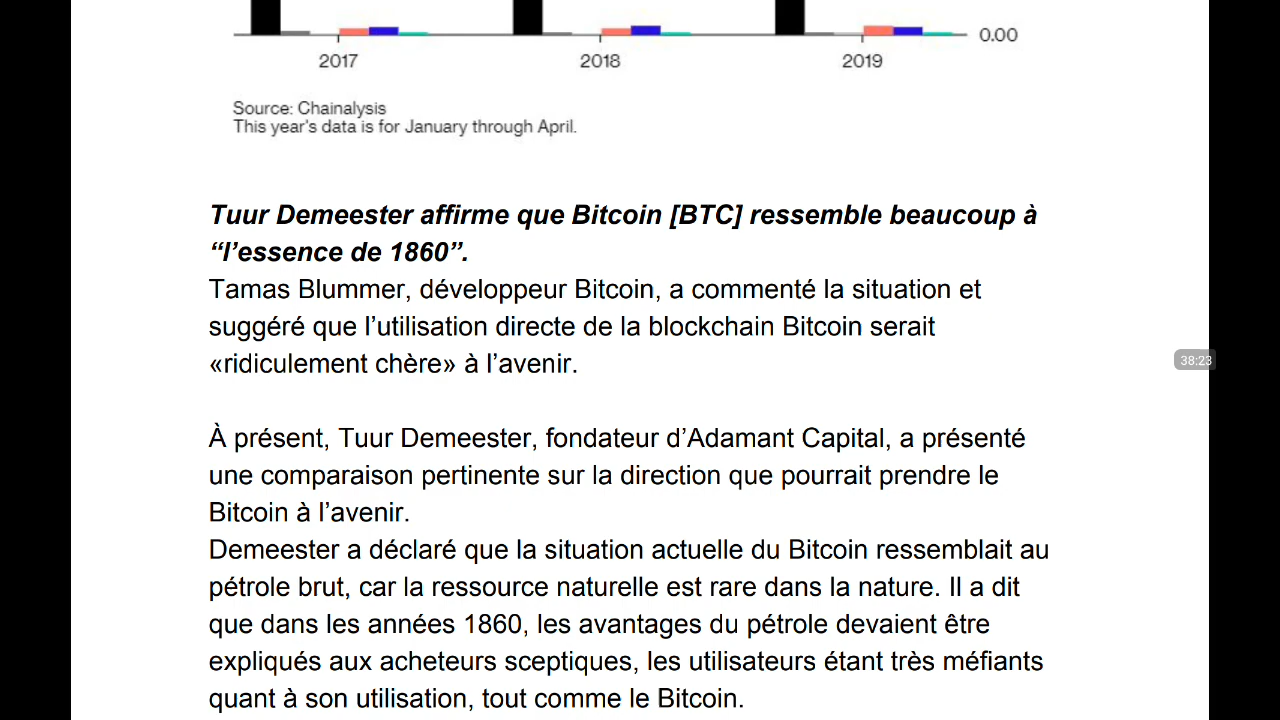 0.00
2017 2018 2019
Source: Chainalysis
This year's data is for January through April.
Tuur Demeester affirme que Bitcoin [BTC] ressemble beaucoup à
“l’essence de 1860”.
Tamas Blummer, développeur Bitcoin, a commenté la situation et
suggéré que l’utilisation directe de la blockchain Bitcoin serait
«ridiculement chère» à l’avenir.
38:23
À présent, Tuur Demeester, fondateur d’Adamant Capital, a présenté
une comparaison pertinente sur la direction que pourrait prendre le
Bitcoin à l’avenir.
Demeester a déclaré que la situation actuelle du Bitcoin ressemblait au
pétrole brut, car la ressource naturelle est rare dans la nature. Il a dit
que dans les années 1860, les avantages du pétrole devaient être
expliqués aux acheteurs sceptiques, les utilisateurs étant très méfiants
quant à son utilisation, tout comme le Bitcoin.